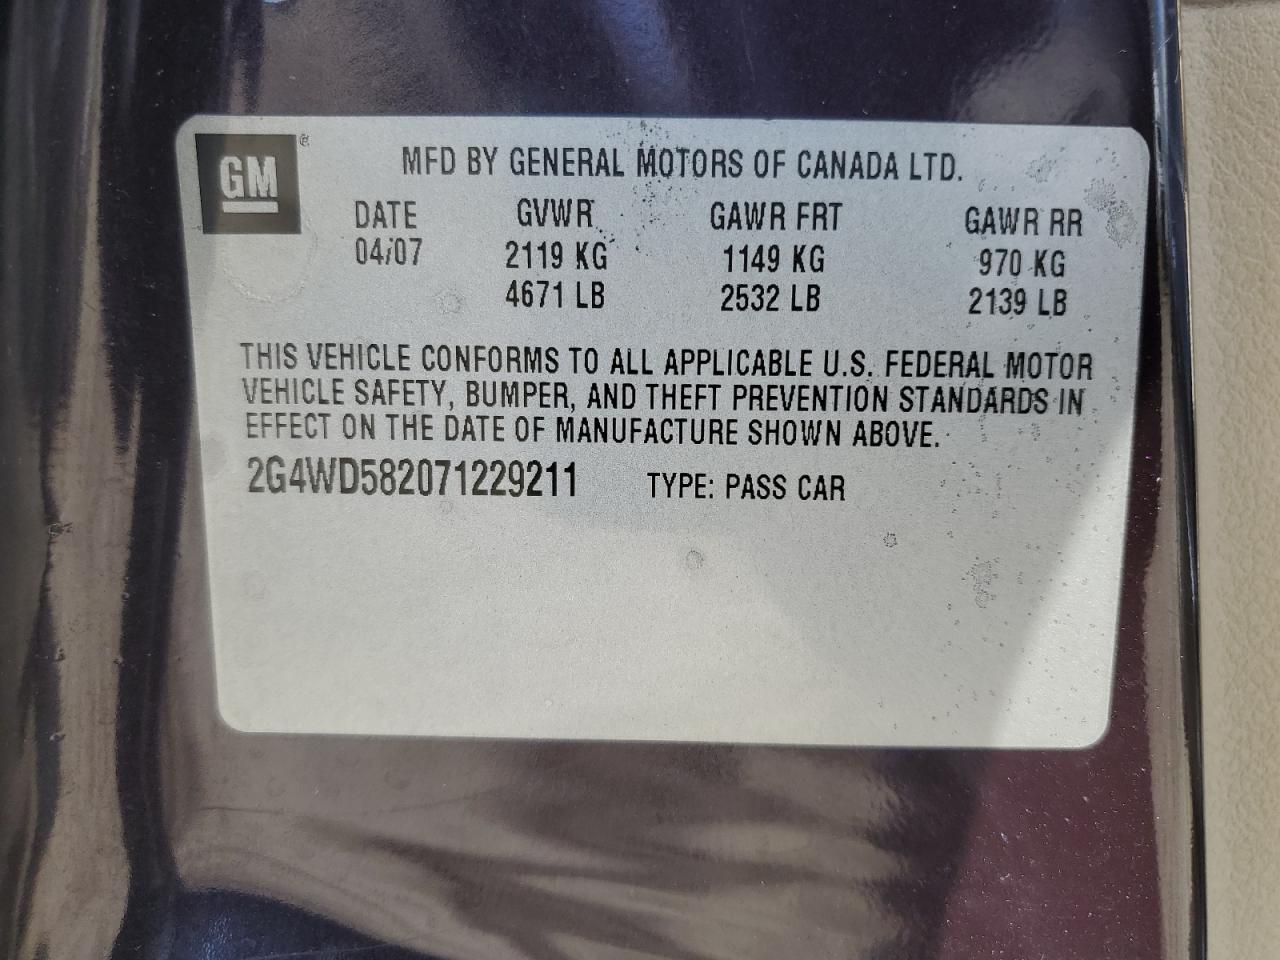 GM ®
MFD BY GENERAL MOTORS OF CANADA LTD.
DATE GVWR GAWR FRT GAWR RR
04/07 2119 KG 1149 KG 970 KG
4671 LB 2532 LB 2139 LB
THIS VEHICLE CONFORMS TO ALL APPLICABLE U.S. FEDERAL MOTOR
VEHICLE SAFETY, BUMPER, AND THEFT PREVENTION STANDARDS IN
EFFECT ON THE DATE OF MANUFACTURE SHOWN ABOVE.
2G4WD582071229211 TYPE: PASS CAR